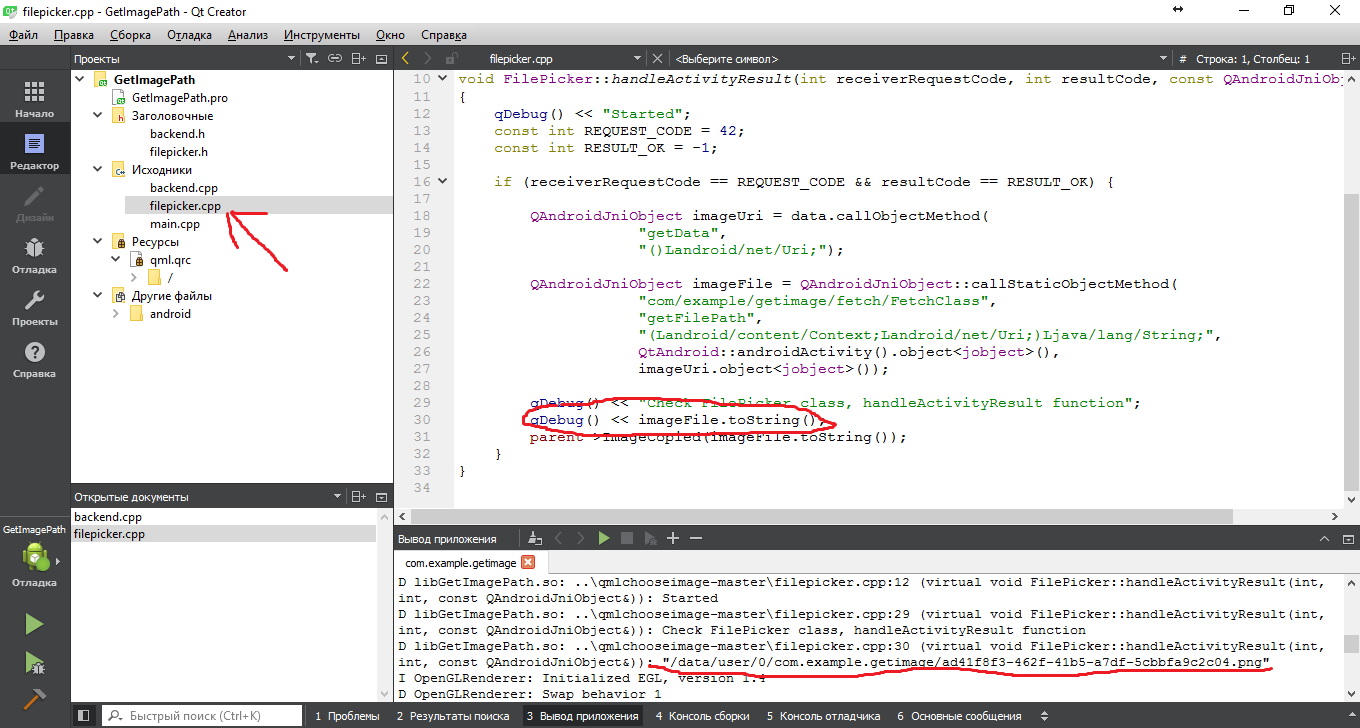 filepicker.cpp - GetImagePath - Qt Creator
Файл Правка Сборка Отладка Анализ Инструменты Окно Справка
Проекты
filepicker.cpp
<Выберите символ>
# Строка: 1, Столбец: 1
Начало
Редактор
Дизайн
Отладка
Проекты
Справка
GetImagePath
Отладка
GetImagePath
GetImagePath.pro
Заголовочные
backend.h
filepicker.h
Исходники
backend.cpp
filepicker.cpp
main.cpp
Ресурсы
qml.qrc
/
Другие файлы
android
Открытые документы
backend.cpp
filepicker.cpp
10 void FilePicker::handleActivityResult(int receiverRequestCode, int resultCode, const QAndroidJniObj
11 {
12 qDebug() << "Started";
13 const int REQUEST_CODE = 42;
14 const int RESULT_OK = -1;
15
16 if (receiverRequestCode == REQUEST_CODE && resultCode == RESULT_OK) {
17
18 QAndroidJniObject imageUri = data.callObjectMethod(
19 "getData",
20 "()Landroid/net/Uri;");
21
22 QAndroidJniObject imageFile = QAndroidJniObject::callStaticObjectMethod(
23 "com/example/getimage/fetch/FetchClass",
24 "getFilePath",
25 "(Landroid/content/Context;Landroid/net/Uri;)Ljava/lang/String;",
26 QtAndroid::androidActivity().object<jobject>(),
27 imageUri.object<jobject>());
28
29 qDebug() << "Check FilePicker class, handleActivityResult function";
30 qDebug() << imageFile.toString();
31 parent->ImageCopied(imageFile.toString());
32 }
33 }
34
Вывод приложения
com.example.getimage
D libGetImagePath.so: ..\qmlchooseimage-master\filepicker.cpp:12 (virtual void FilePicker::handleActivityResult(int,
int, const QAndroidJniObject&)): Started
D libGetImagePath.so: ..\qmlchooseimage-master\filepicker.cpp:29 (virtual void FilePicker::handleActivityResult(int,
int, const QAndroidJniObject&)): Check FilePicker class, handleActivityResult function
D libGetImagePath.so: ..\qmlchooseimage-master\filepicker.cpp:30 (virtual void FilePicker::handleActivityResult(int,
int, const QAndroidJniObject&)): "/data/user/0/com.example.getimage/ad41f8f3-462f-41b5-a7df-5cbbfa9c2c04.png"
I OpenGLRenderer: Initialized EGL, version 1.4
D OpenGLRenderer: Swap behavior 1
Быстрый поиск (Ctrl+K)
1 Проблемы 2 Результаты поиска 3 Вывод приложения 4 Консоль сборки 5 Консоль отладчика 6 Основные сообщения